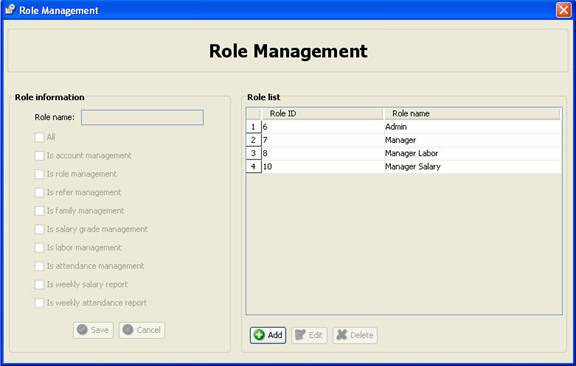 Role Management
Role Management
Role information
Role name:
All
Is account management
Is role management
Is refer management
Is family management
Is salary grade management
Is labor management
Is attendance management
Is weekly salary report
Is weekly attendance report
Save Cancel
Role list
Role ID Role name
1 6 Admin
2 7 Manager
3 8 Manager Labor
4 10 Manager Salary
Add Edit Delete